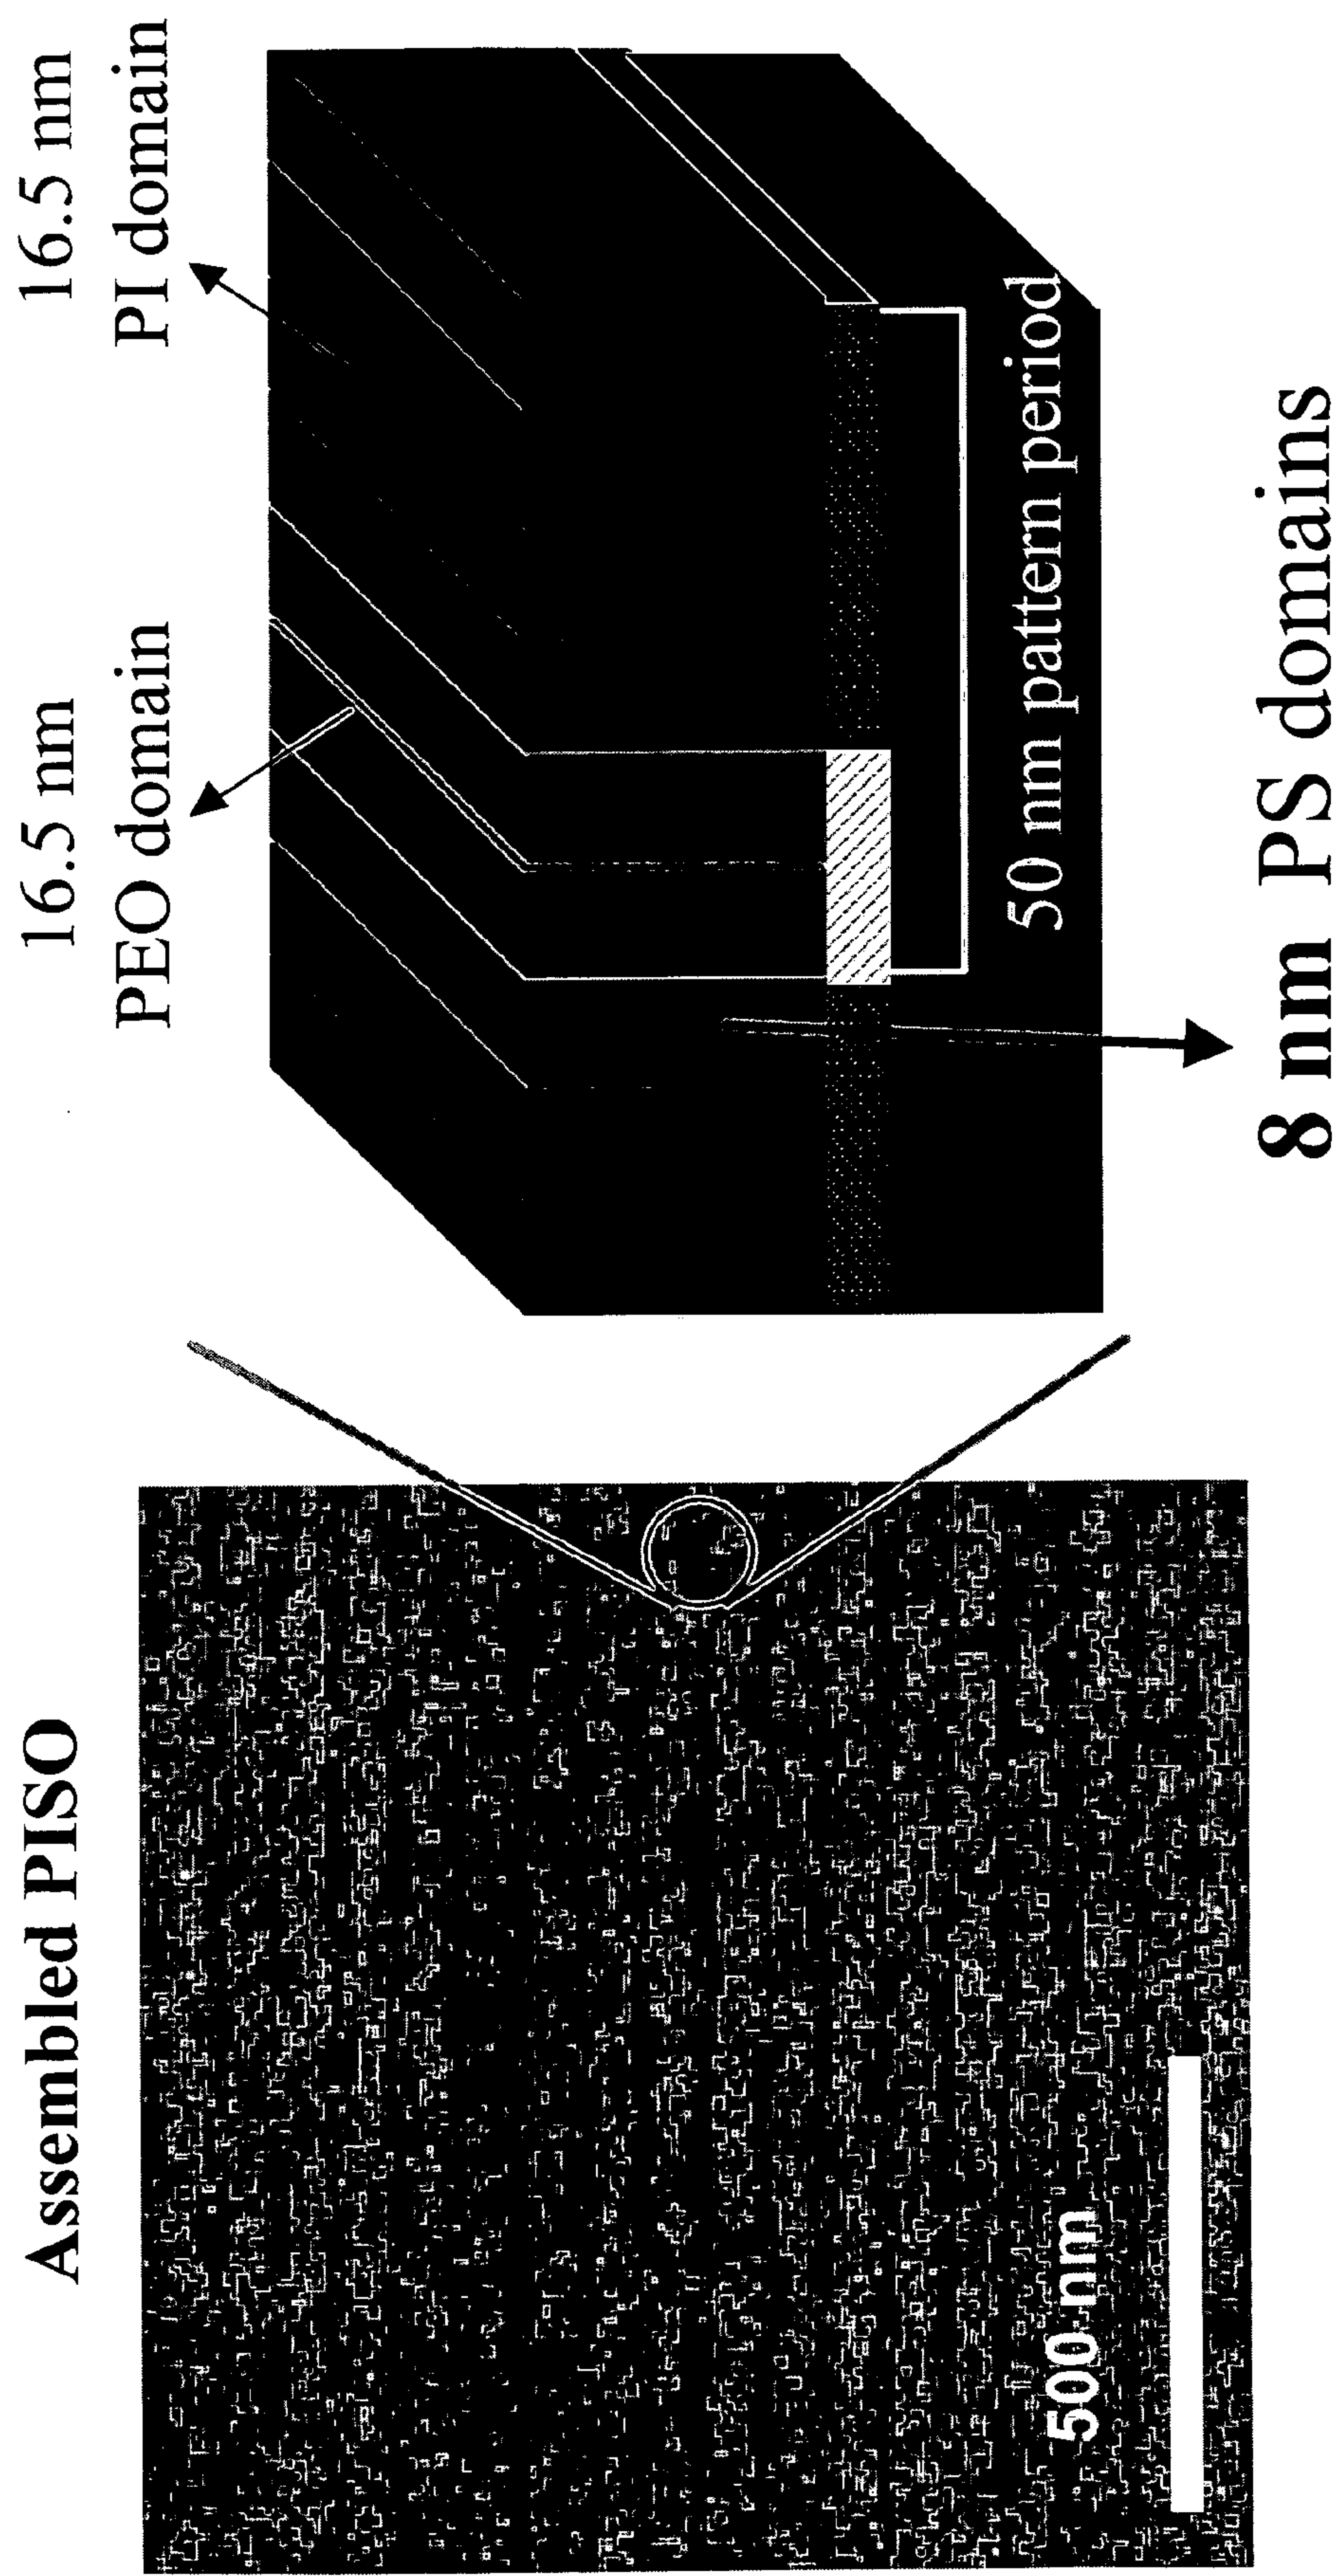 Assembled PISO
500 nm
16.5 nm
PEO domain
16.5 nm
PI domain
50 nm pattern period
8 nm PS domains